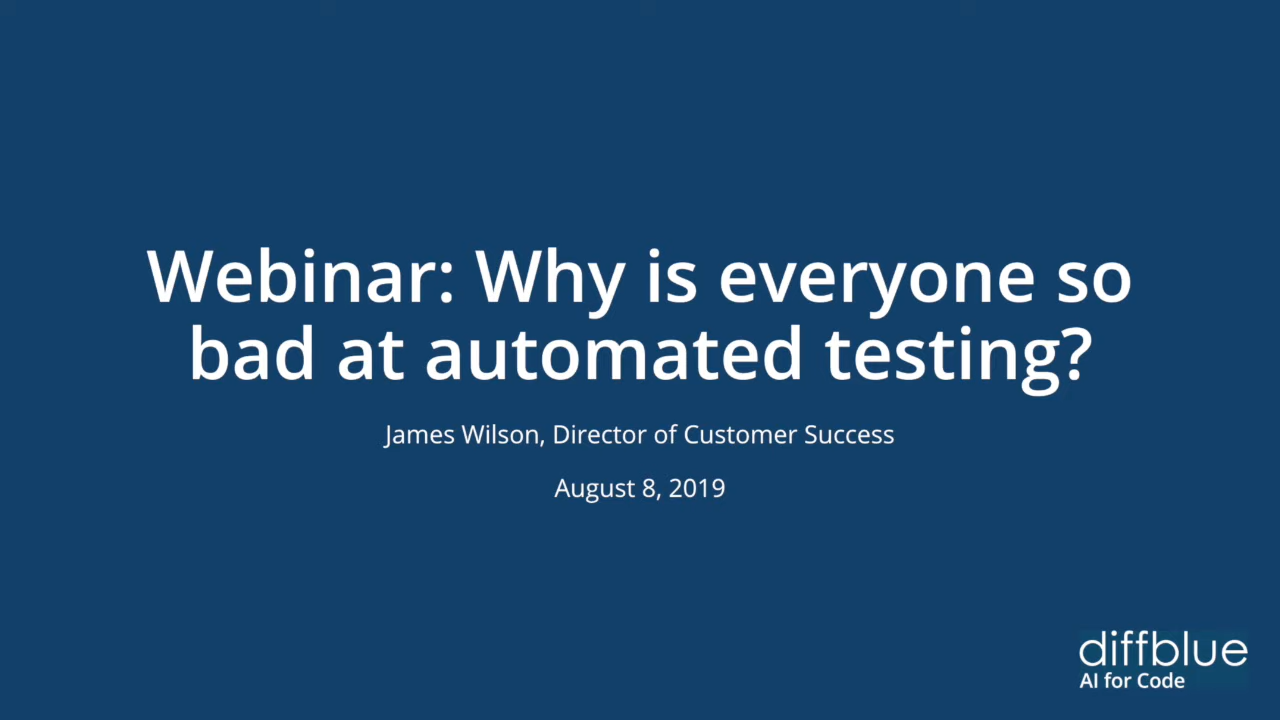 Webinar: Why is everyone so
bad at automated testing?
James Wilson, Director of Customer Success
August 8, 2019
diffblue
AI for Code